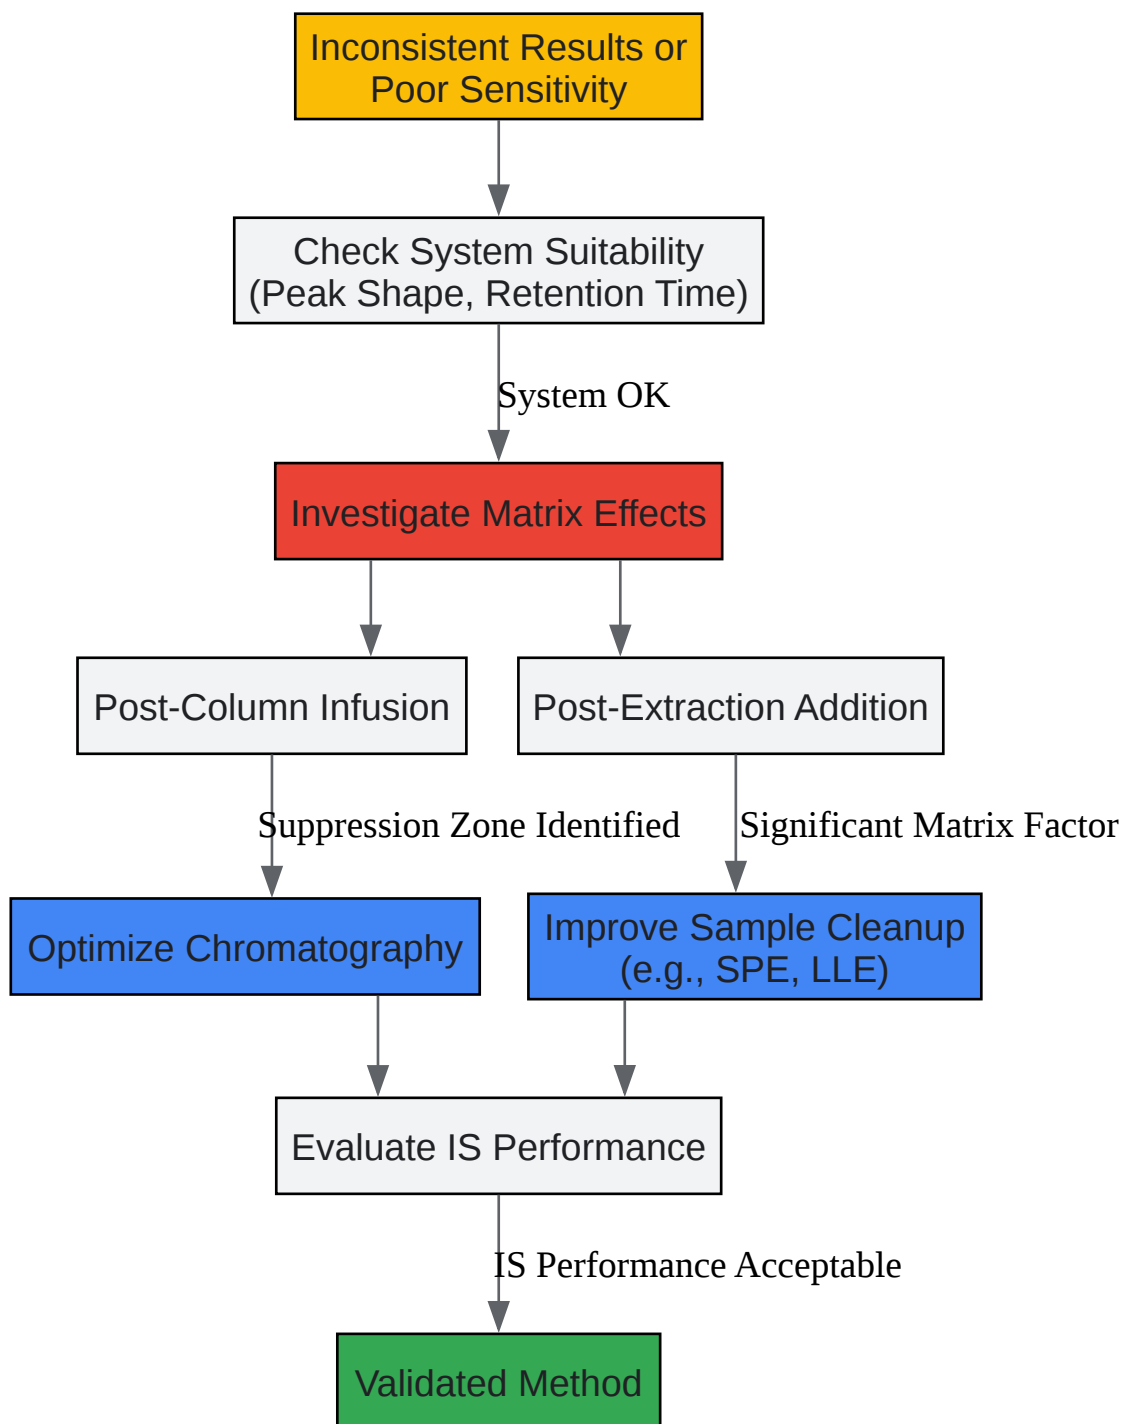 Inconsistent Results or
Poor Sensitivity
Check System Suitability
(Peak Shape, Retention Time)
System OK
Investigate Matrix Effects
Post-Column Infusion
Post-Extraction Addition
Suppression Zone Identified
Significant Matrix Factor
Optimize Chromatography
Improve Sample Cleanup
(e.g., SPE, LLE)
Evaluate IS Performance
IS Performance Acceptable
Validated Method